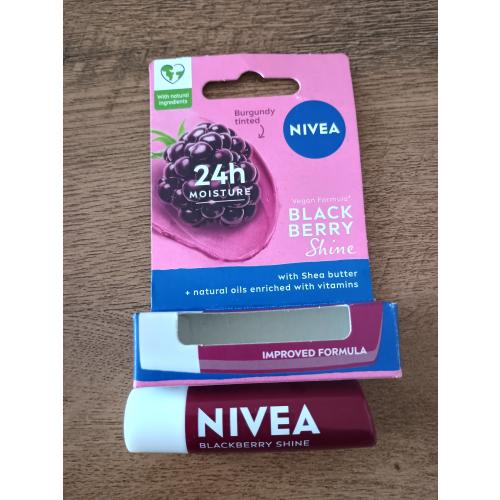 With natural
ingredients
Burgundy
tinted
NIVEA
24h
MOISTURE
Vegan Formula*
BLACK
BERRY
Shine
with Shea butter
+ natural oils enriched with vitamins
IMPROVED FORMULA
NIVEA
BLACKBERRY SHINE